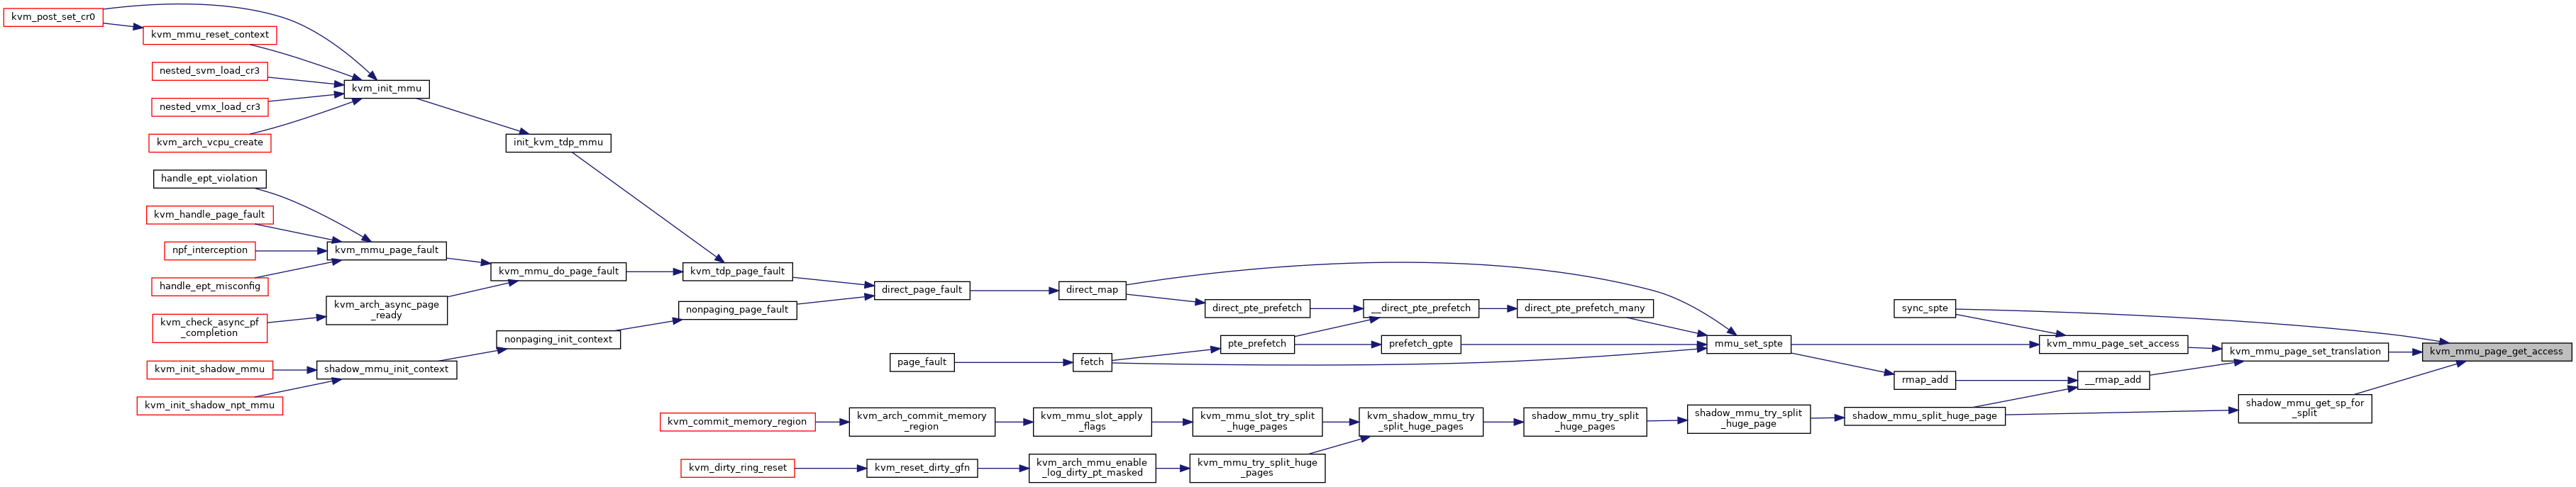 kvm_post_set_cr0
kvm_mmu_reset_context
nested_svm_load_cr3
kvm_init_mmu
nested_vmx_load_cr3
kvm_arch_vcpu_create
init_kvm_tdp_mmu
handle_ept_violation
kvm_handle_page_fault
npf_interception
kvm_mmu_page_fault
handle_ept_misconfig
kvm_mmu_do_page_fault
kvm_tdp_page_fault
kvm_arch_async_page
_ready
kvm_check_async_pf
_completion
nonpaging_page_fault
direct_page_fault
direct_map
nonpaging_init_context
kvm_init_shadow_mmu
shadow_mmu_init_context
kvm_init_shadow_npt_mmu
direct_pte_prefetch
__direct_pte_prefetch
direct_pte_prefetch_many
page_fault
fetch
pte_prefetch
prefetch_gpte
mmu_set_spte
sync_spte
kvm_mmu_page_set_access
kvm_mmu_page_set_translation
kvm_mmu_page_get_access
rmap_add
__rmap_add
shadow_mmu_get_sp_for
_split
kvm_commit_memory_region
kvm_arch_commit_memory
_region
kvm_mmu_slot_apply
_flags
kvm_mmu_slot_try_split
_huge_pages
kvm_shadow_mmu_try
_split_huge_pages
shadow_mmu_try_split
_huge_pages
shadow_mmu_try_split
_huge_page
shadow_mmu_split_huge_page
kvm_dirty_ring_reset
kvm_reset_dirty_gfn
kvm_arch_mmu_enable
_log_dirty_pt_masked
kvm_mmu_try_split_huge
_pages